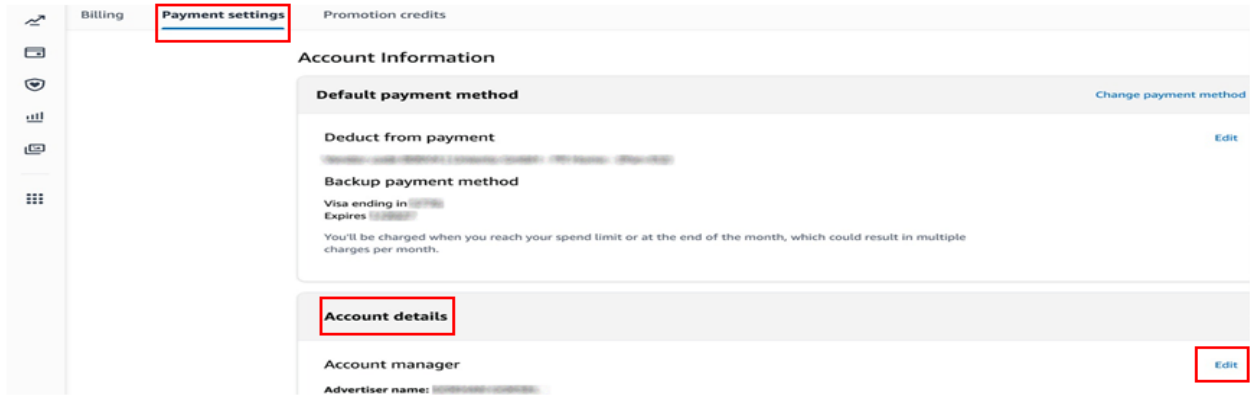 Billing Payment settings Promotion credits
Account Information
Default payment method Change payment method
Deduct from payment Edit
Backup payment method
Visa ending in
Expires
You'll be charged when you reach your spend limit or at the end of the month, which could result in multiple
charges per month.
Account details
Account manager Edit
Advertiser name: